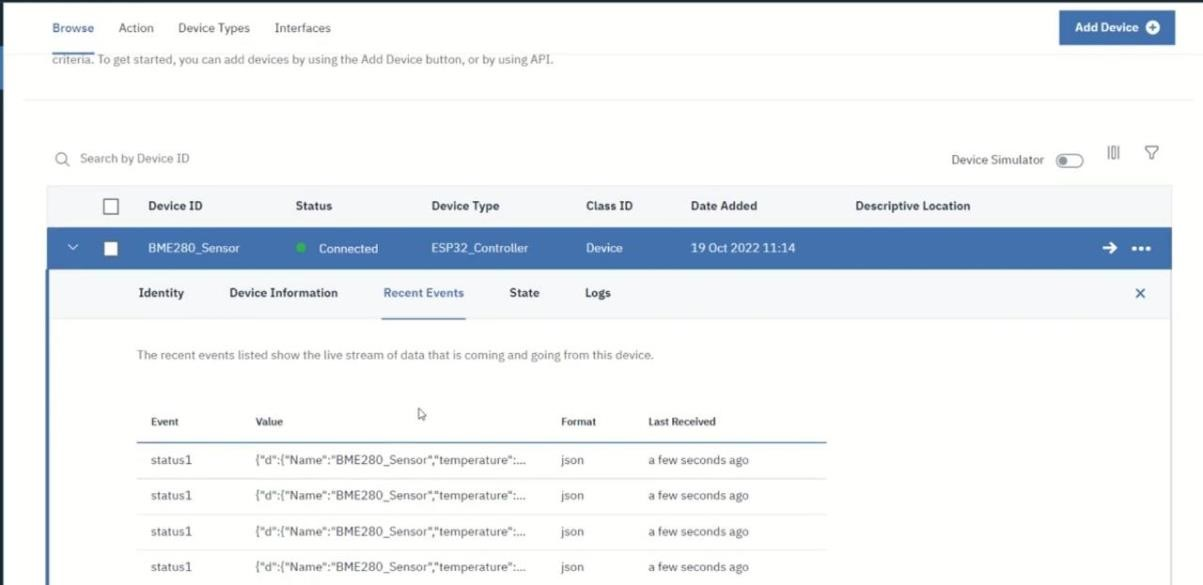 Browse Action Device Types Interfaces Add Device
criteria. To get started, you can add devices by using the Add Device button, or by using API.
Search by Device ID Device Simulator
Device ID Status Device Type Class ID Date Added Descriptive Location
BME280_Sensor Connected ESP32_Controller Device 19 Oct 2022 11:14
Identity Device Information Recent Events State Logs
The recent events listed show the live stream of data that is coming and going from this device.
Event Value Format Last Received
status1 {"d":{"Name":"BME280_Sensor","temperature":... json a few seconds ago
status1 {"d":{"Name":"BME280_Sensor","temperature":... json a few seconds ago
status1 {"d":{"Name":"BME280_Sensor","temperature":... json a few seconds ago
status1 {"d":{"Name":"BME280_Sensor","temperature":... json a few seconds ago